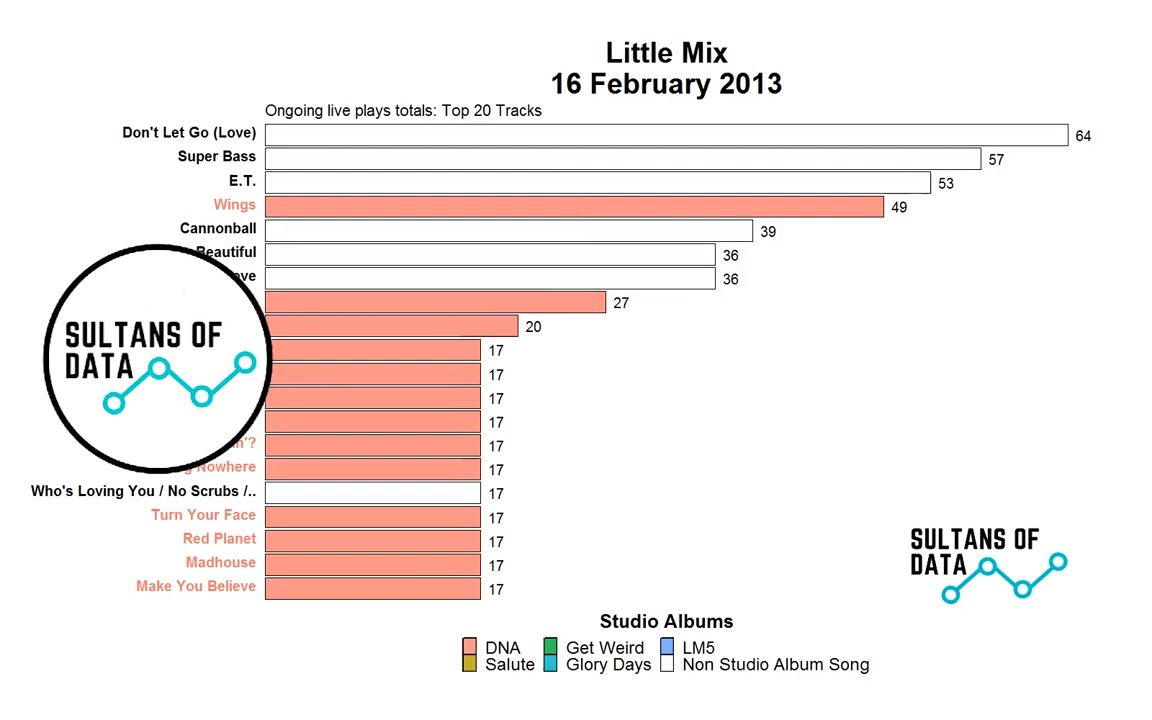 Little Mix
16 February 2013
Ongoing live plays totals: Top 20 Tracks
Don't Let Go (Love) 64
Super Bass 57
E.T. 53
Wings 49
Cannonball 39
Beautiful 36
36
27
20
17
17
17
17
17
Nowhere 17
Who's Loving You / No Scrubs /.. 17
Turn Your Face 17
Red Planet 17
Madhouse 17
Make You Believe 17
SULTANS OF
DATA
SULTANS OF
DATA
Studio Albums
DNA Get Weird LM5
Salute Glory Days Non Studio Album Song